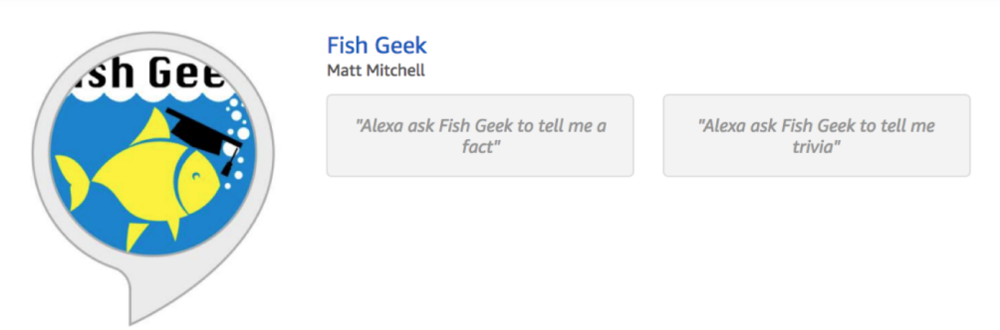 ish Gee
Fish Geek
Matt Mitchell
"Alexa ask Fish Geek to tell me a
fact"
"Alexa ask Fish Geek to tell me
trivia"